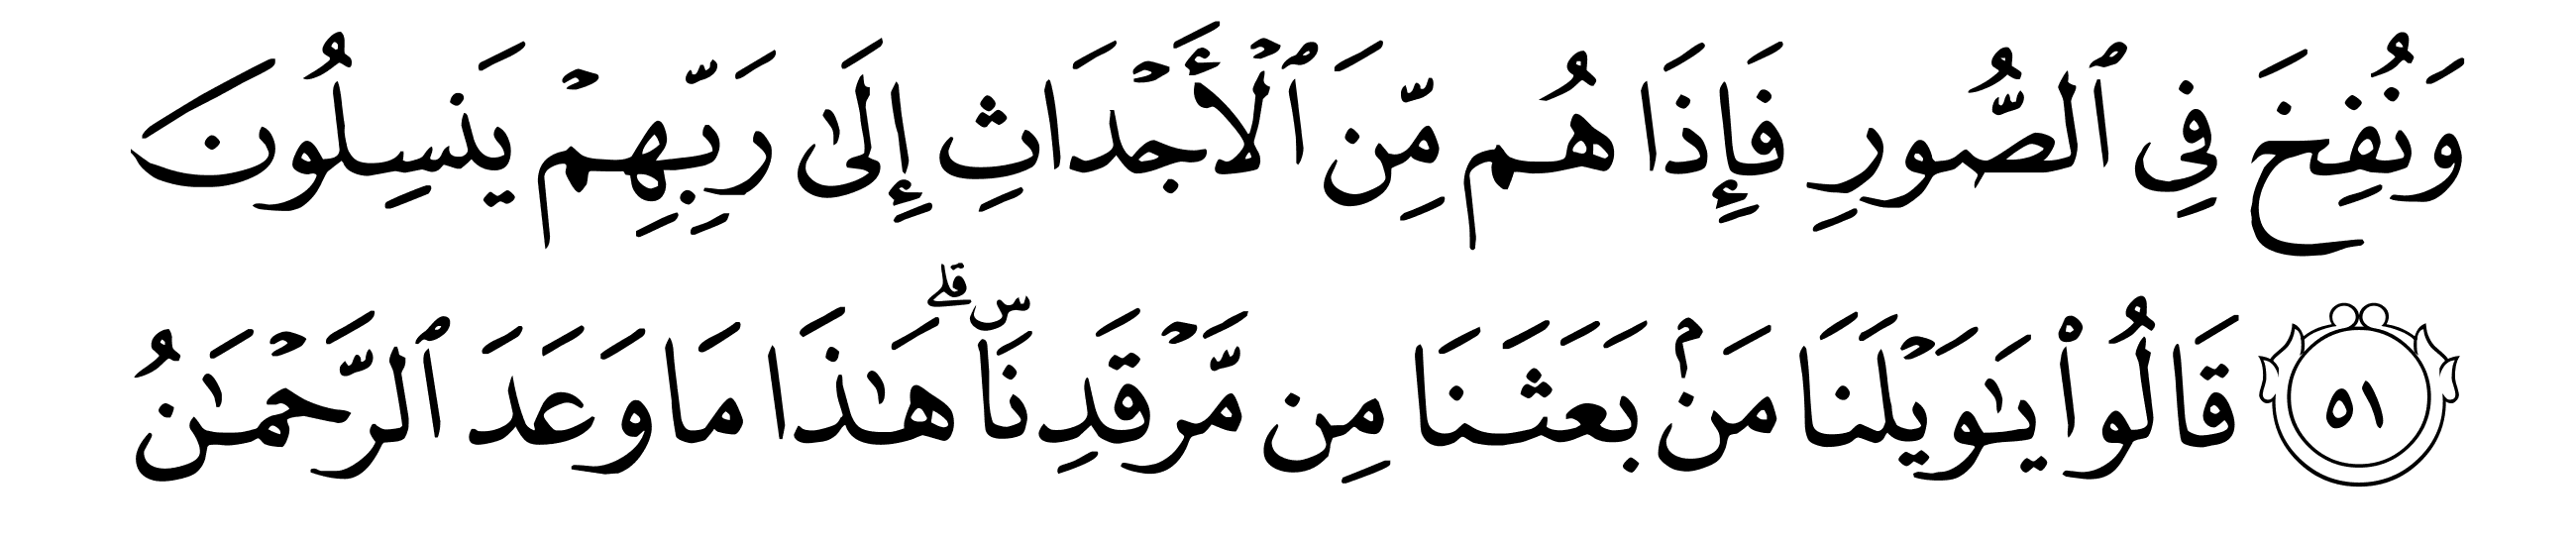 وَنُفِخَ فِى ٱلصُّورِ فَإِذَا هُم مِّنَ ٱلۡأَجۡدَاثِ إِلَىٰ رَبِّهِمۡ يَنسِلُونَ
٥١ قَالُواْ يَٰوَيۡلَنَا مَنۢ بَعَثَنَا مِن مَّرۡقَدِنَاۜۗ هَٰذَا مَا وَعَدَ ٱلرَّحۡمَٰنُ